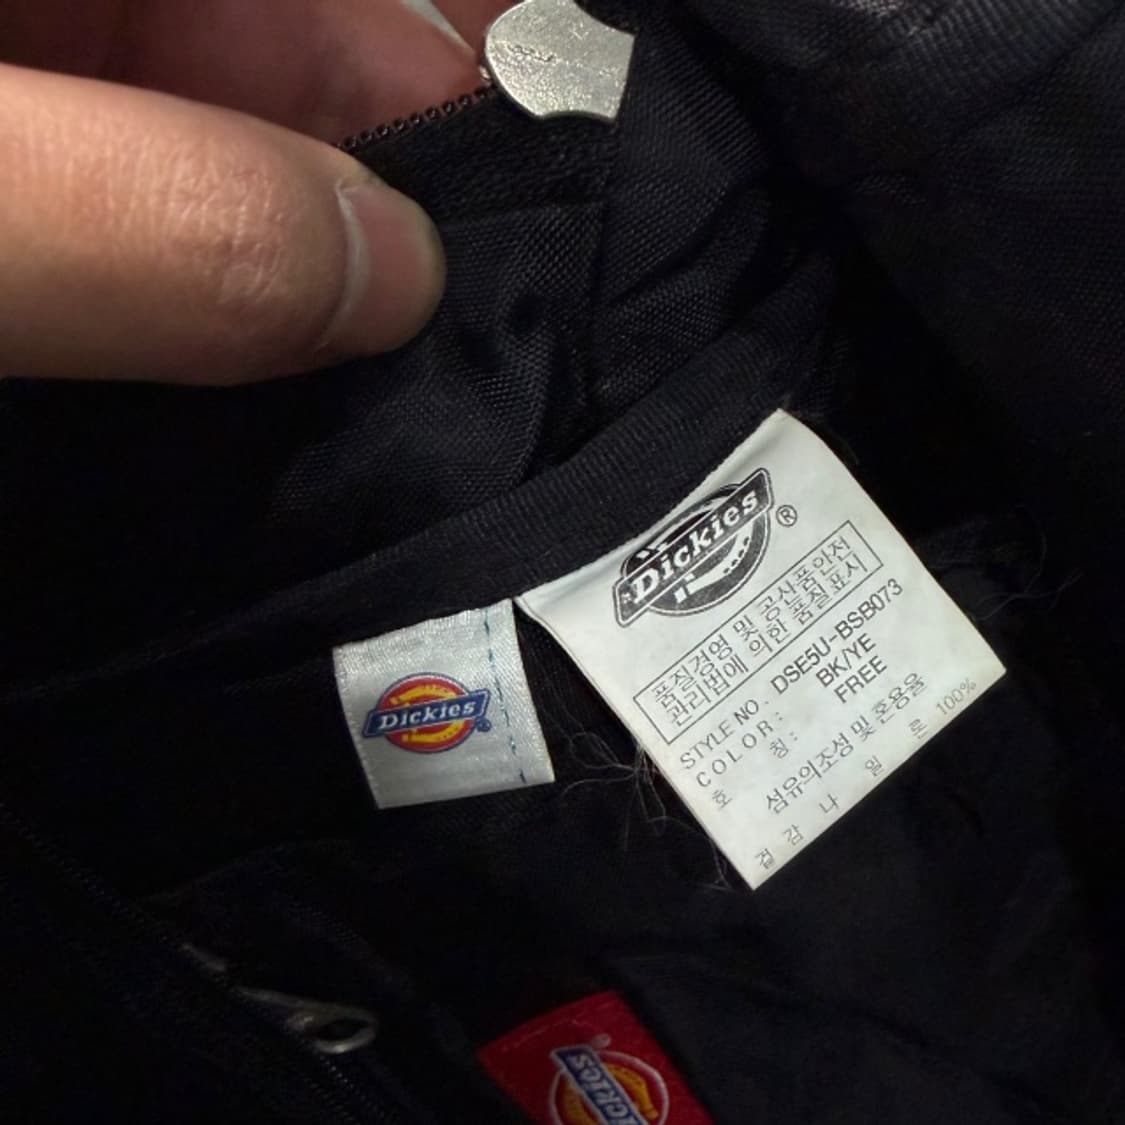 Dickies ®
품질경영 및 공산품안전
관리법에 의한 품질표시
STYLE NO. DSE5U-BSB073
COLOR: BK/YE
호 칭: FREE
섬유의조성 및 혼용율
겉 감 나 일 론 100%
Dickies ®
Dickies ®